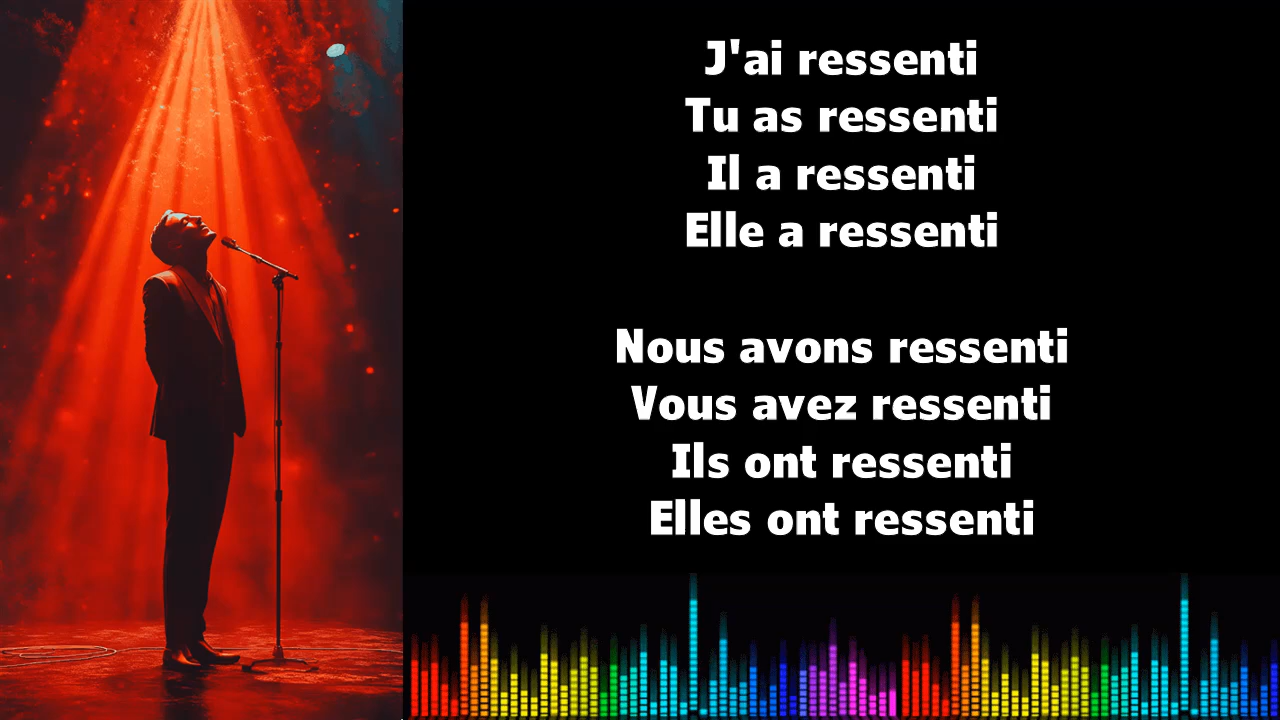 J'ai ressenti
Tu as ressenti
Il a ressenti
Elle a ressenti
Nous avons ressenti
Vous avez ressenti
Ils ont ressenti
Elles ont ressenti